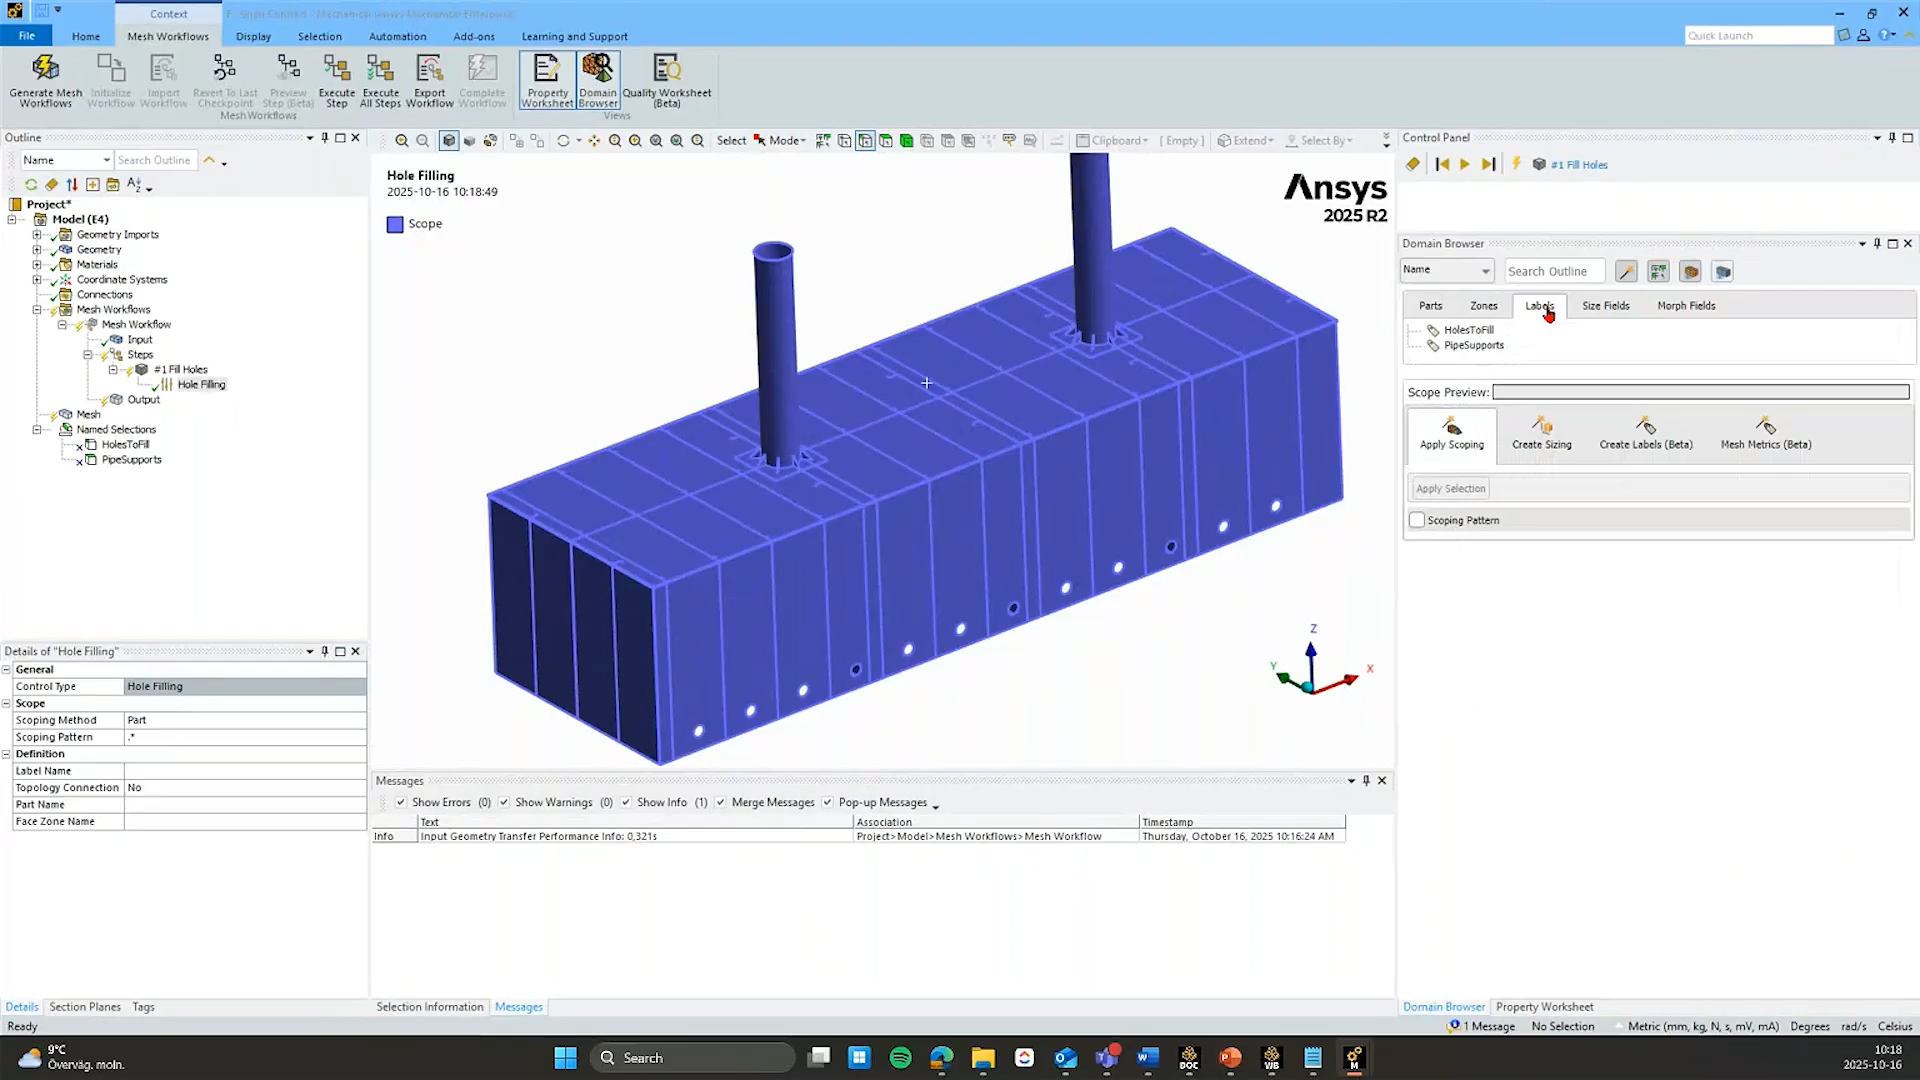 Context
File
Home
Mesh Workflows
Display
Selection
Automation
Add-ons
Learning and Support
Quick Launch
Generate Mesh Workflows
Initialize Workflow
Import Workflow
Revert To Last Checkpoint
Preview Step (Beta)
Execute Step
Execute All Steps
Export Workflow
Complete Workflow
Property Worksheet
Domain Browser
Quality Worksheet (Beta)
Mesh Workflows
Views
Outline
Name
Search Outline
Project*
Model (E4)
Geometry Imports
Geometry
Materials
Coordinate Systems
Connections
Mesh Workflows
Mesh Workflow
Input
Steps
#1 Fill Holes
Hole Filling
Output
Mesh
Named Selections
HolesToFill
PipeSupports
Details of "Hole Filling"
General
Control Type Hole Filling
Scope
Scoping Method Part
Scoping Pattern .*
Definition
Label Name
Topology Connection No
Part Name
Face Zone Name
Details
Section Planes
Tags
Select
Mode
Clipboard
[ Empty ]
Extend
Select By
Hole Filling
2025-10-16 10:18:49
Scope
Ansys
2025 R2
Z
Y
X
Messages
Show Errors (0)
Show Warnings (0)
Show Info (1)
Merge Messages
Pop-up Messages
Text
Association
Timestamp
Info
Input Geometry Transfer Performance Info: 0,321s
Project>Model>Mesh Workflows>Mesh Workflow
Thursday, October 16, 2025 10:16:24 AM
Selection Information
Messages
Control Panel
#1 Fill Holes
Domain Browser
Name
Search Outline
Parts
Zones
Labels
Size Fields
Morph Fields
HolesToFill
PipeSupports
Scope Preview:
Apply Scoping
Create Sizing
Create Labels (Beta)
Mesh Metrics (Beta)
Apply Selection
Scoping Pattern
Domain Browser
Property Worksheet
Ready
1 Message
No Selection
Metric (mm, kg, N, s, mV, mA)
Degrees
rad/s
Celsius
9°C
Överväg. moln.
Search
DOC
WB
M
10:18
2025-10-16